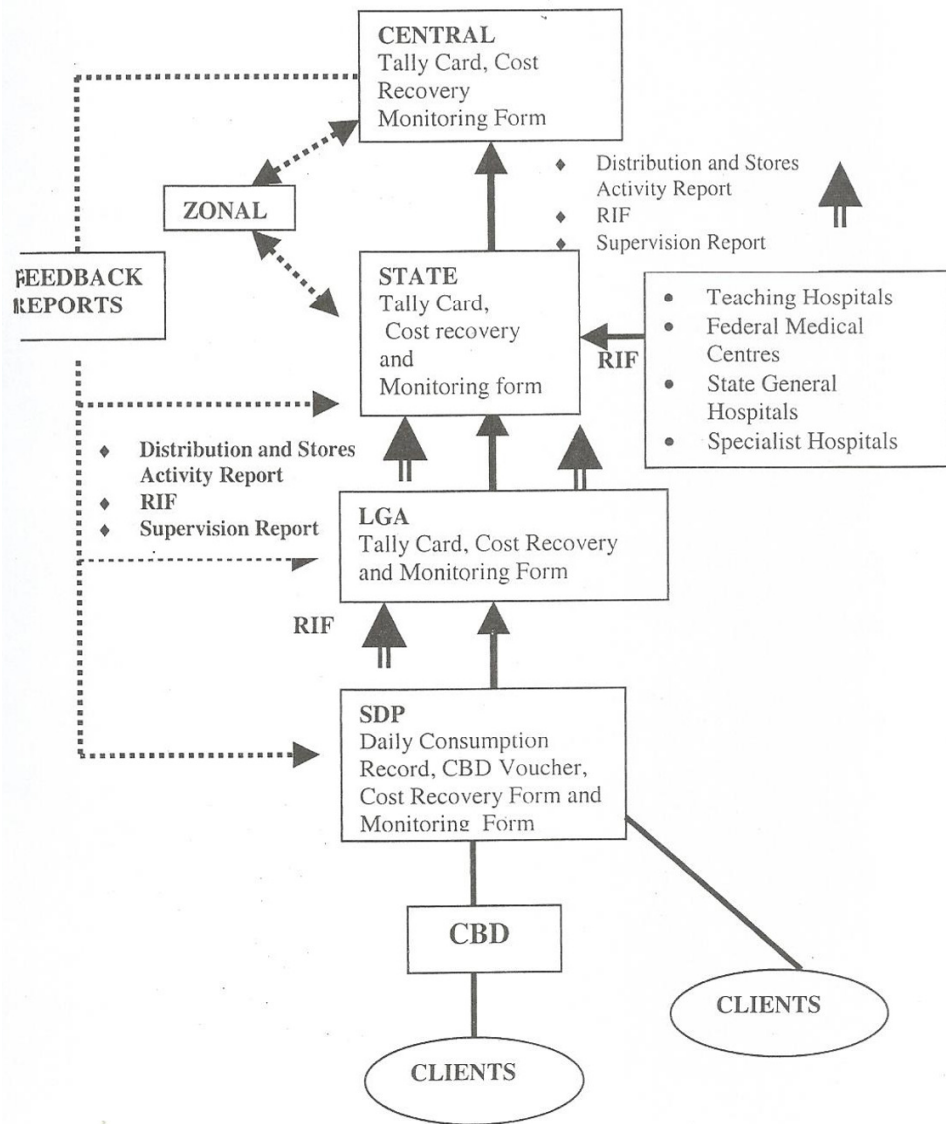 CENTRAL
Tally Card, Cost
Recovery
Monitoring Form
ZONAL
Distribution and Stores
Activity Report
RIF
Supervision Report
FEEDBACK
REPORTS
STATE
Tally Card,
Cost recovery
and
Monitoring form
RIF
Teaching Hospitals
Federal Medical
Centres
State General
Hospitals
Specialist Hospitals
Distribution and Stores
Activity Report
RIF
Supervision Report
LGA
Tally Card, Cost Recovery
and Monitoring Form
RIF
SDP
Daily Consumption
Record, CBD Voucher,
Cost Recovery Form and
Monitoring Form
CBD
CLIENTS
CLIENTS